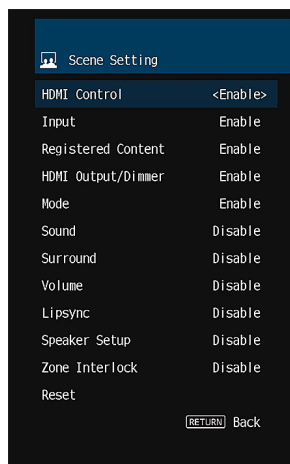 Scene Setting
HDMI Control <Enable>
Input Enable
Registered Content Enable
HDMI Output/Dimmer Enable
Mode Enable
Sound Disable
Surround Disable
Volume Disable
Lipsync Disable
Speaker Setup Disable
Zone Interlock Disable
Reset
RETURN Back